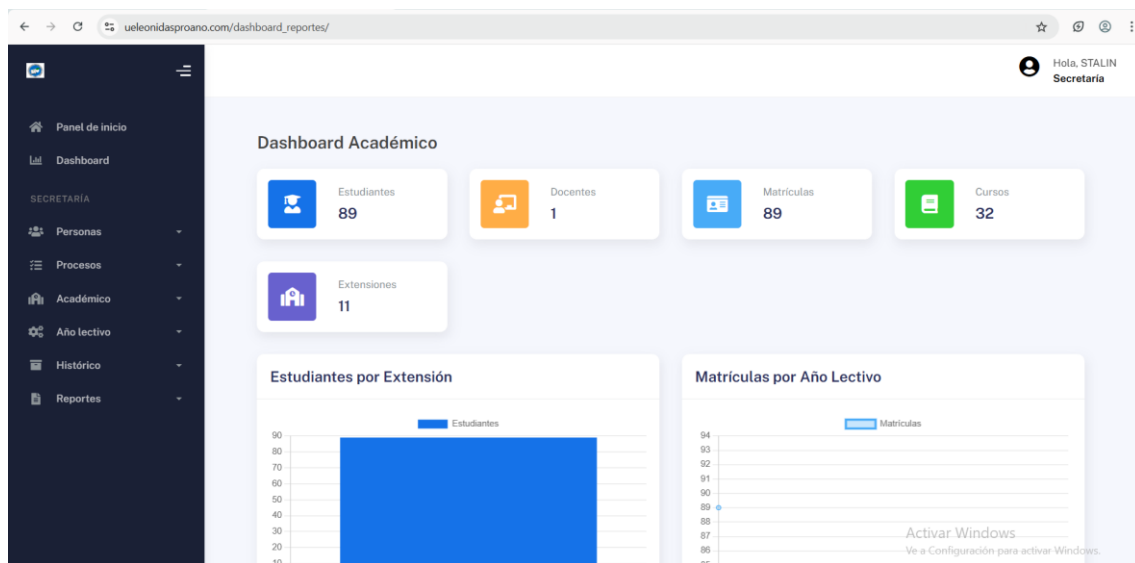 ueleonidasproano.com/dashboard_reportes/
Hola, STALIN
Secretaría
Panel de inicio
Dashboard
SECRETARÍA
Personas
Procesos
Académico
Año lectivo
Histórico
Reportes
Dashboard Académico
Estudiantes
89
Docentes
1
Matrículas
89
Cursos
32
Extensiones
11
Estudiantes por Extensión
Estudiantes
90
80
70
60
50
40
30
20
10
Matrículas por Año Lectivo
Matrículas
94
93
92
91
90
89
88
87
86
85
Activar Windows
Ve a Configuración para activar Windows.